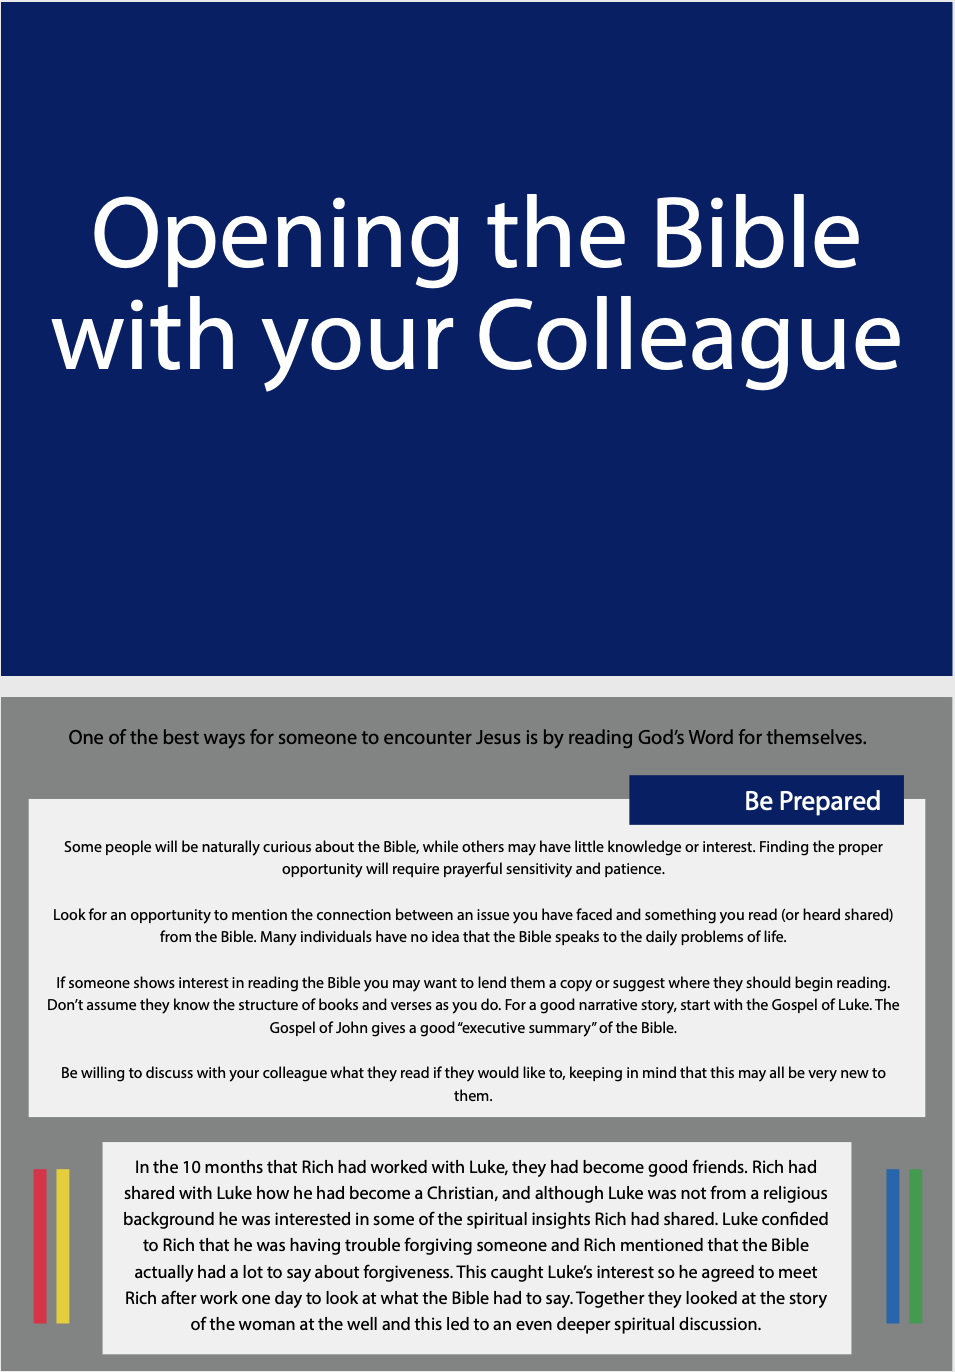 Opening the Bible
with your Colleague
One of the best ways for someone to encounter Jesus is by reading God’s Word for themselves.
Be Prepared
Some people will be naturally curious about the Bible, while others may have little knowledge or interest. Finding the proper
opportunity will require prayerful sensitivity and patience.
Look for an opportunity to mention the connection between an issue you have faced and something you read (or heard shared)
from the Bible. Many individuals have no idea that the Bible speaks to the daily problems of life.
If someone shows interest in reading the Bible you may want to lend them a copy or suggest where they should begin reading.
Don’t assume they know the structure of books and verses as you do. For a good narrative story, start with the Gospel of Luke. The
Gospel of John gives a good “executive summary” of the Bible.
Be willing to discuss with your colleague what they read if they would like to, keeping in mind that this may all be very new to
them.
In the 10 months that Rich had worked with Luke, they had become good friends. Rich had
shared with Luke how he had become a Christian, and although Luke was not from a religious
background he was interested in some of the spiritual insights Rich had shared. Luke confided
to Rich that he was having trouble forgiving someone and Rich mentioned that the Bible
actually had a lot to say about forgiveness. This caught Luke’s interest so he agreed to meet
Rich after work one day to look at what the Bible had to say. Together they looked at the story
of the woman at the well and this led to an even deeper spiritual discussion.